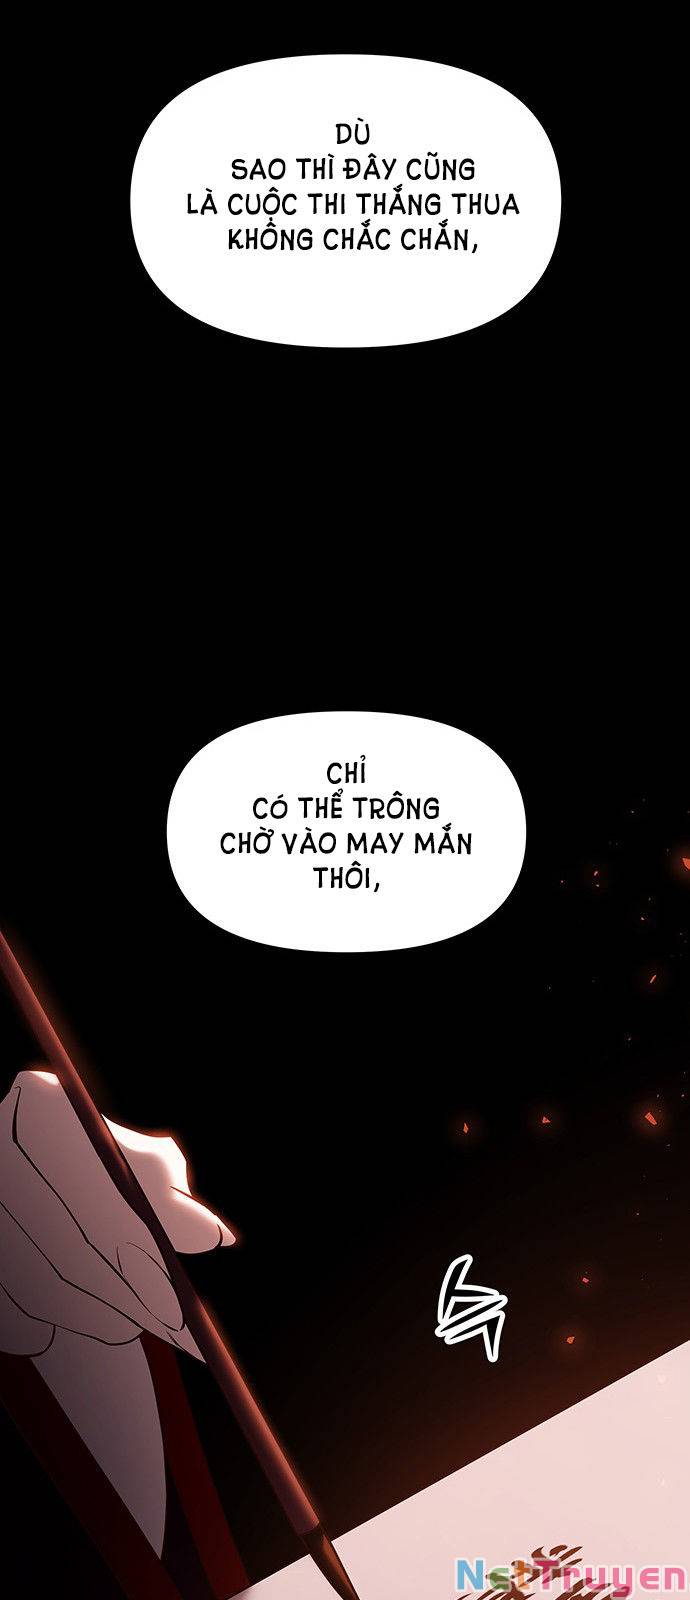 DÙ
SAO THÌ ĐÂY CŨNG
LÀ CUỘC THI THẮNG THUA
KHÔNG CHẮC CHẮN,
CHỈ
CÓ THỂ TRÔNG
CHỜ VÀO MAY MẮN
THÔI,
NetTruyen